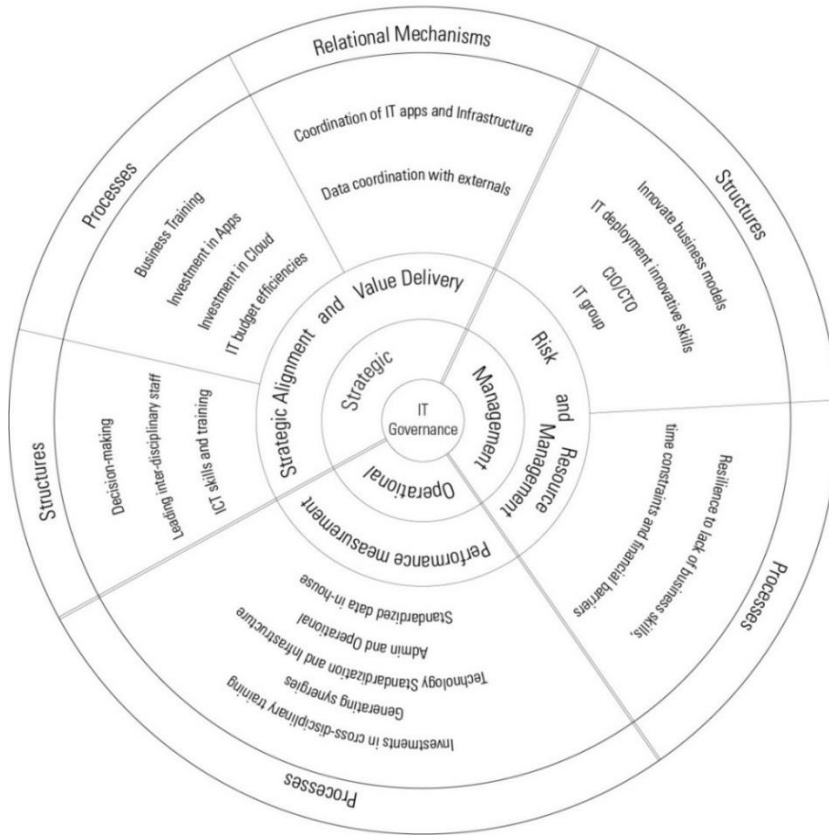 IT
Governance
Strategic
Management
Operational
Strategic Alignment and Value Delivery
Risk and Resource
Management
Performance measurement
Relational Mechanisms
Coordination of IT apps and Infrastructure
Data coordination with externals
Structures
Innovate business models
IT deployment innovative skills
CIO/CTO
IT group
Processes
Resilience to lack of business skills,
time constraints and financial barriers
Processes
Standardized data in-house
Admin and Operational
Technology Standardization and Infrastructure
Generating synergies
Investments in cross-disciplinary training
Structures
Decision-making
Leading inter-disciplinary staff
ICT skills and training
Processes
Business Training
Investment in Apps
Investment in Cloud
IT budget efficiencies